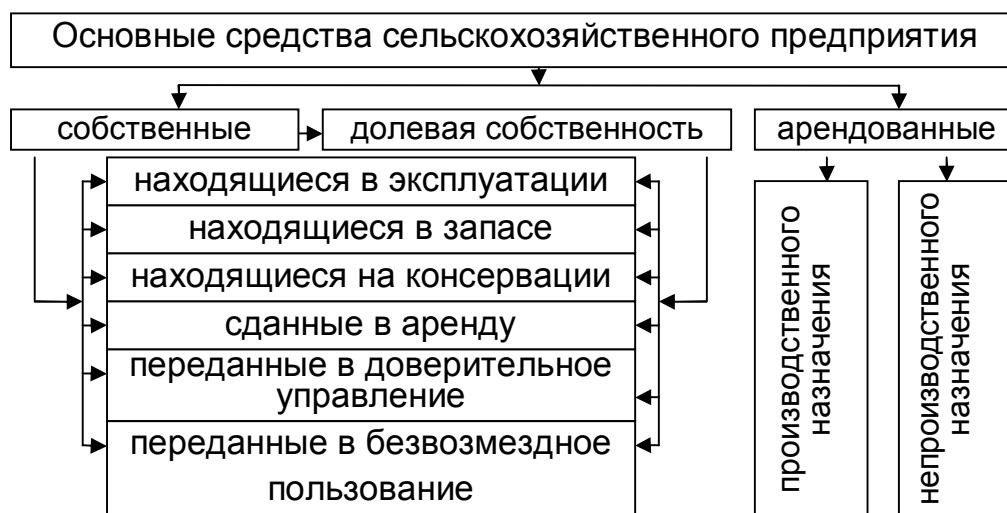 Основные средства сельскохозяйственного предприятия
собственные
долевая собственность
арендованные
находящиеся в эксплуатации
находящиеся в запасе
находящиеся на консервации
сданные в аренду
переданные в доверительное
управление
переданные в безвозмездное
пользование
производственного
назначения
непроизводственного
назначения